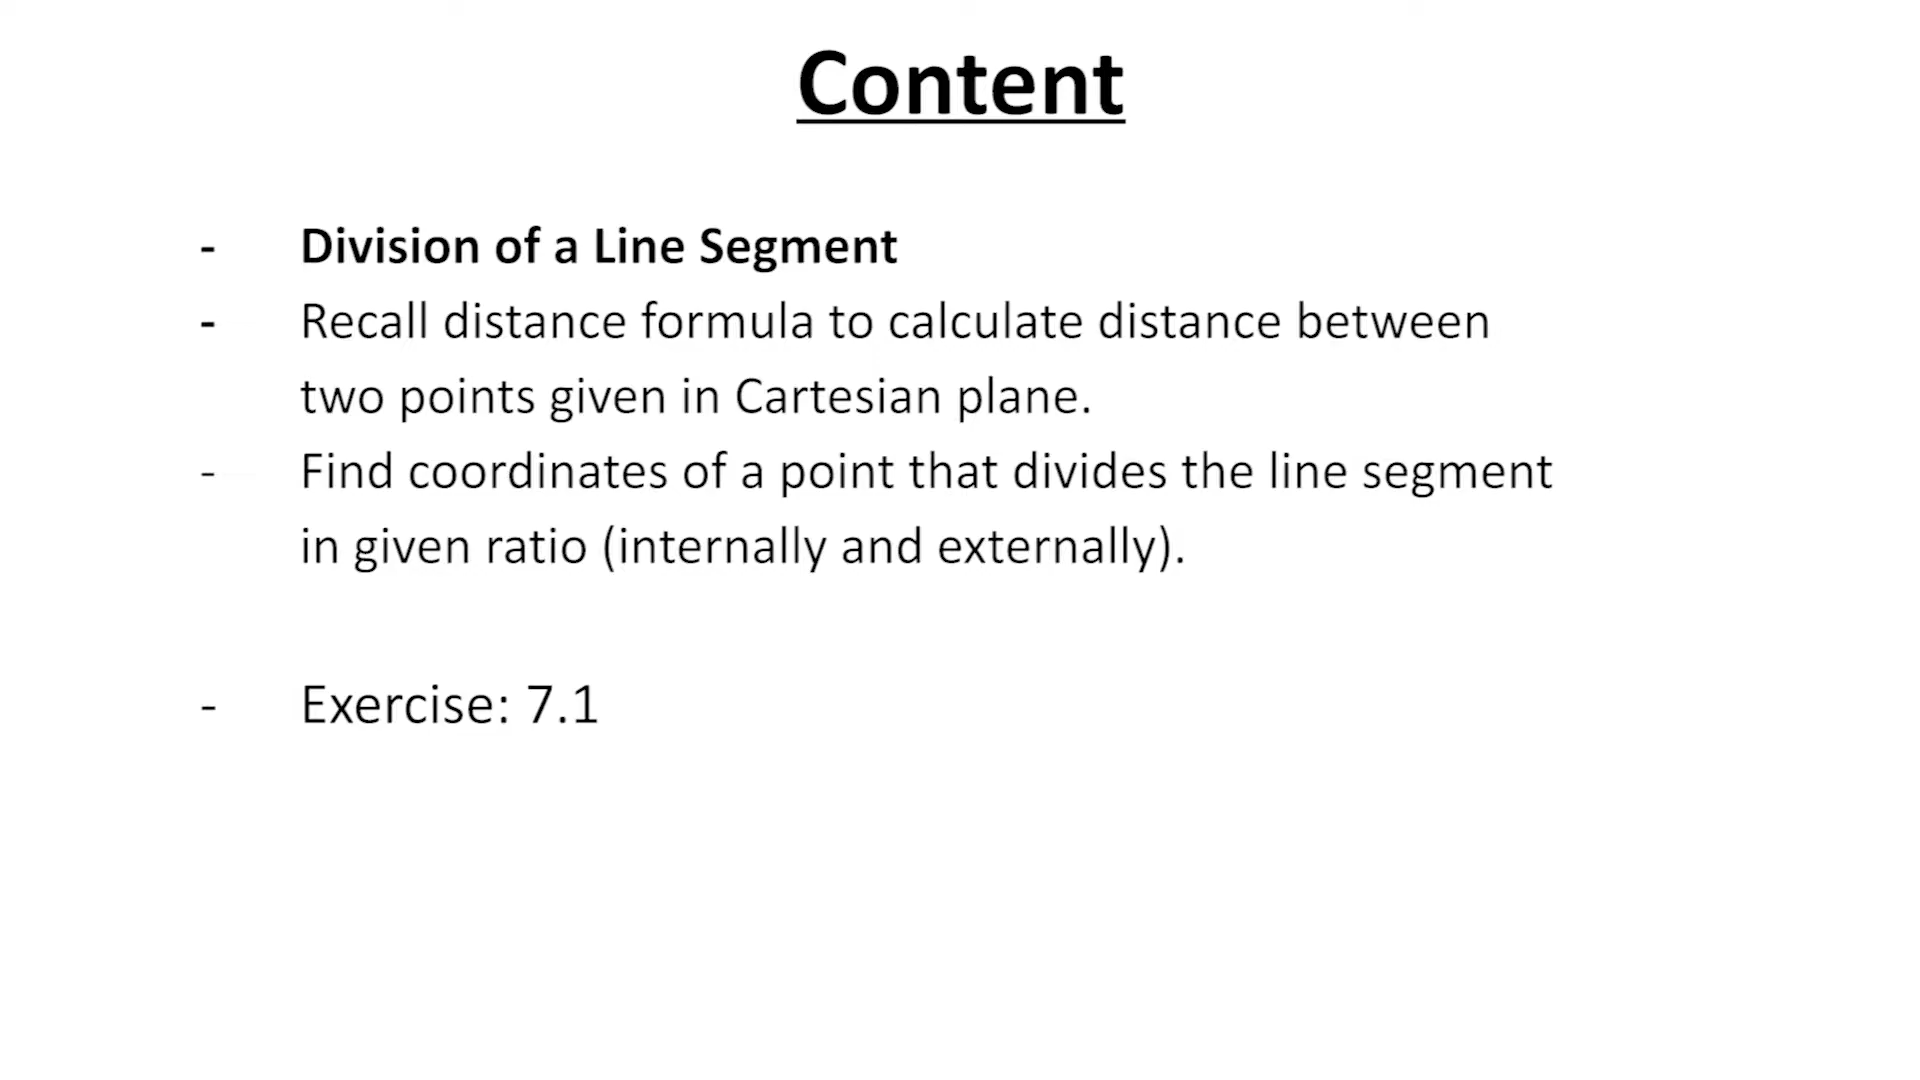 Content
- Division of a Line Segment
- Recall distance formula to calculate distance between
two points given in Cartesian plane.
- Find coordinates of a point that divides the line segment
in given ratio (internally and externally).
- Exercise: 7.1